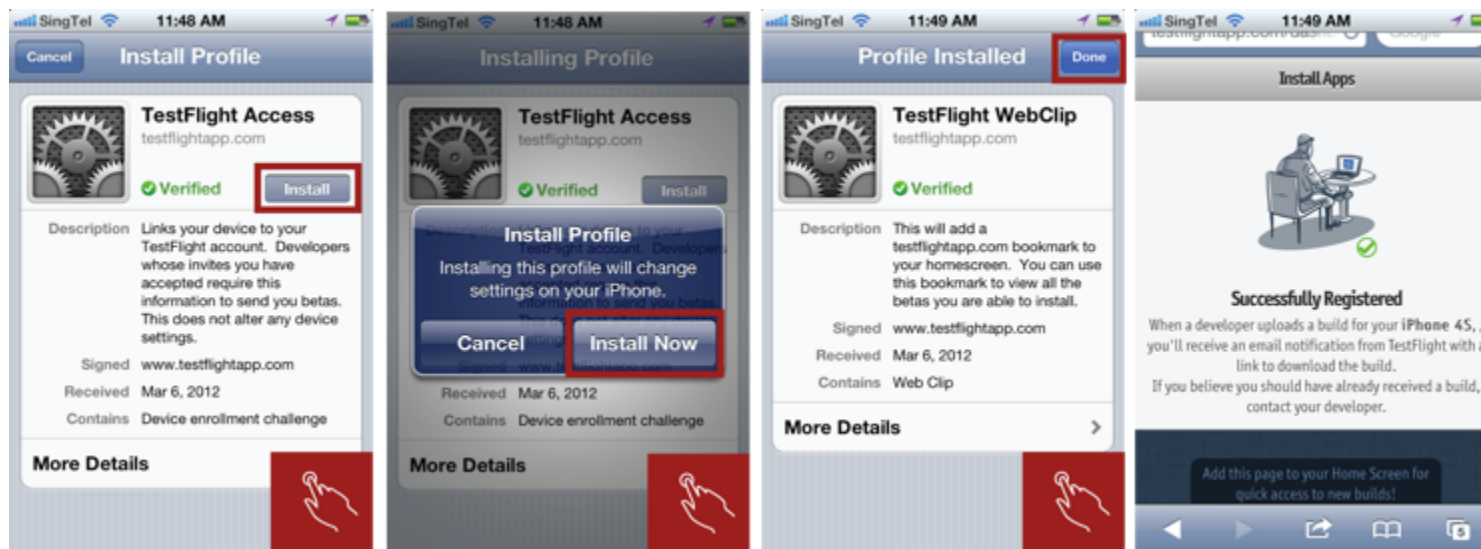 SingTel 11:48 AM
Cancel Install Profile
TestFlight Access
testflightapp.com
Verified Install
Description Links your device to your
TestFlight account. Developers
whose invites you have
accepted require this
information to send you betas.
This does not alter any device
settings.
Signed www.testflightapp.com
Received Mar 6, 2012
Contains Device enrollment challenge
More Details
SingTel 11:48 AM
Installing Profile
TestFlight Access
testflightapp.com
Verified Install
Install Profile
Installing this profile will change
settings on your iPhone.
Cancel Install Now
Received Mar 6, 2012
Contains Device enrollment challenge
More Details
SingTel 11:49 AM
Profile Installed Done
TestFlight WebClip
testflightapp.com
Verified
Description This will add a
testflightapp.com bookmark to
your homescreen. You can use
this bookmark to view all the
betas you are able to install.
Signed www.testflightapp.com
Received Mar 6, 2012
Contains Web Clip
More Details
SingTel 11:49 AM
Google
Install Apps
Successfully Registered
When a developer uploads a build for your iPhone 4S,
you'll receive an email notification from TestFlight with a
link to download the build.
If you believe you should have already received a build,
contact your developer.
Add this page to your Home Screen for
quick access to new builds!
5